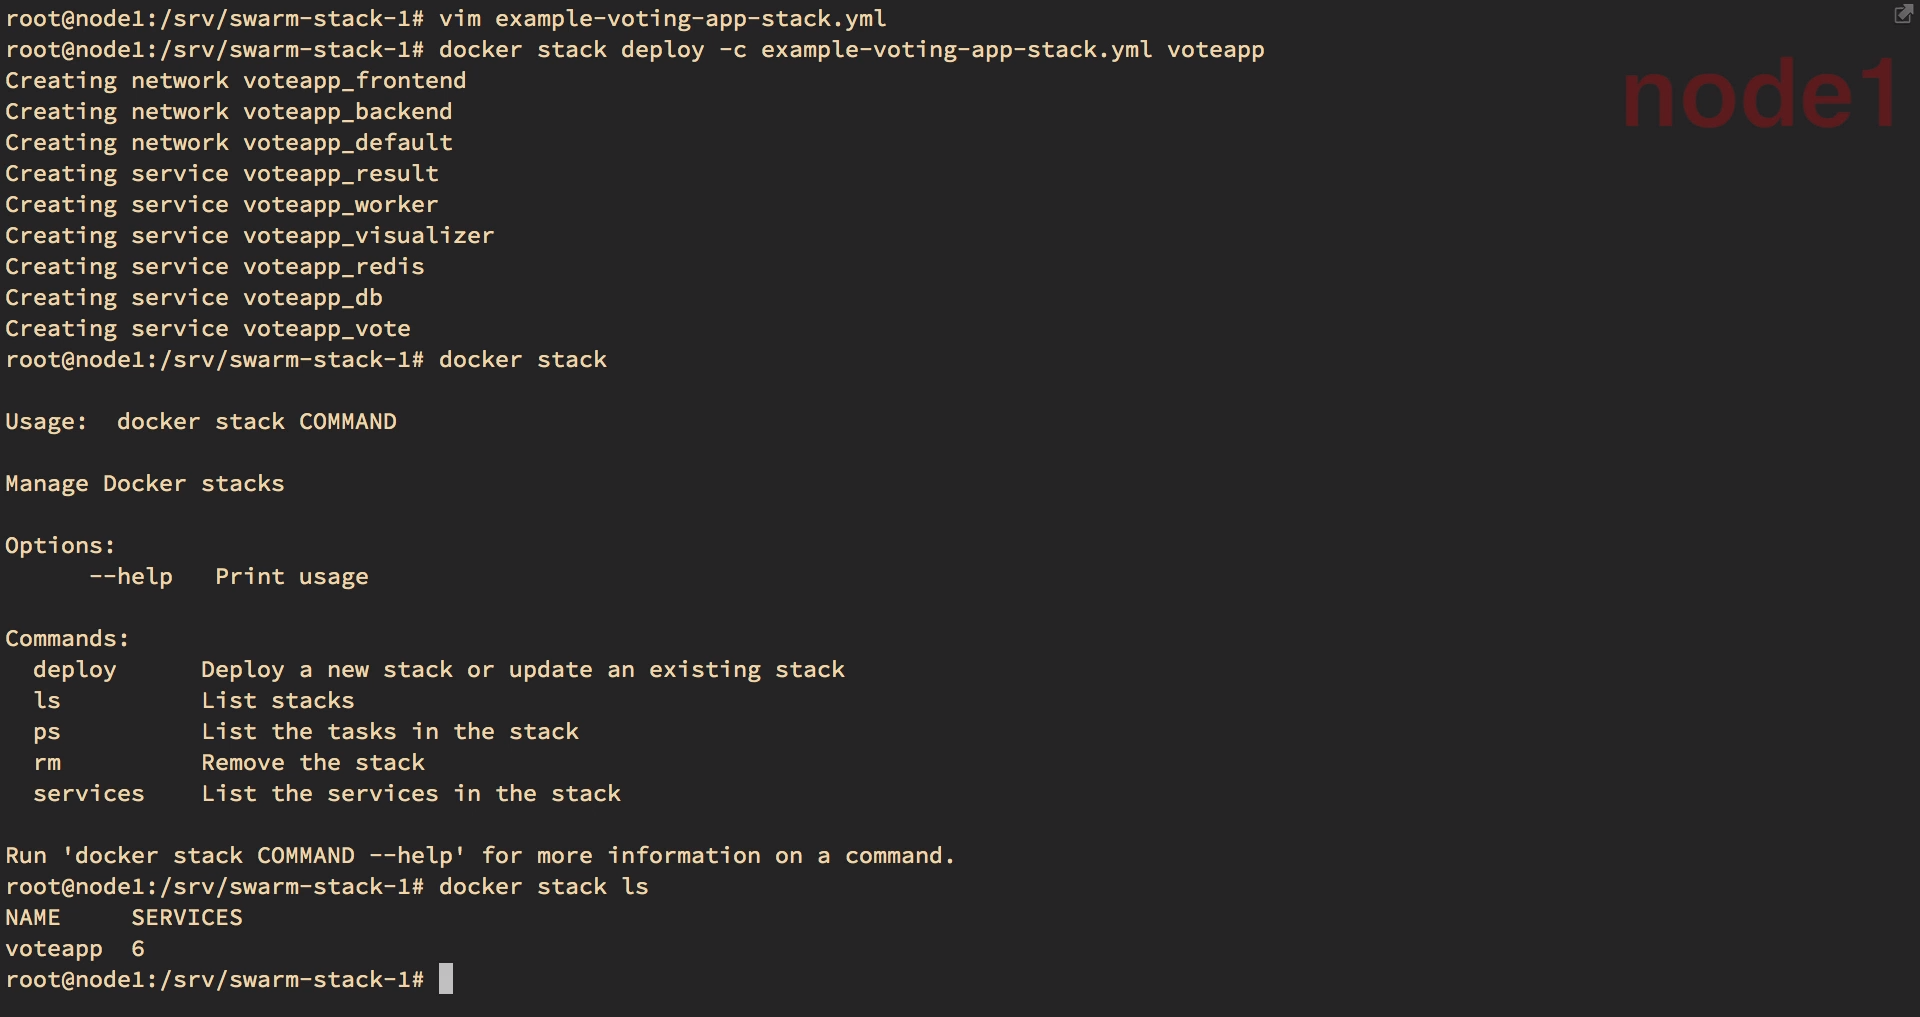 root@node1:/srv/swarm-stack-1# vim example-voting-app-stack.yml
root@node1:/srv/swarm-stack-1# docker stack deploy -c example-voting-app-stack.yml voteapp
Creating network voteapp_frontend
Creating network voteapp_backend
Creating network voteapp_default
Creating service voteapp_result
Creating service voteapp_worker
Creating service voteapp_visualizer
Creating service voteapp_redis
Creating service voteapp_db
Creating service voteapp_vote
root@node1:/srv/swarm-stack-1# docker stack

Usage:  docker stack COMMAND

Manage Docker stacks

Options:
      --help   Print usage

Commands:
  deploy      Deploy a new stack or update an existing stack
  ls          List stacks
  ps          List the tasks in the stack
  rm          Remove the stack
  services    List the services in the stack

Run 'docker stack COMMAND --help' for more information on a command.
root@node1:/srv/swarm-stack-1# docker stack ls
NAME     SERVICES
voteapp  6
root@node1:/srv/swarm-stack-1#
node1